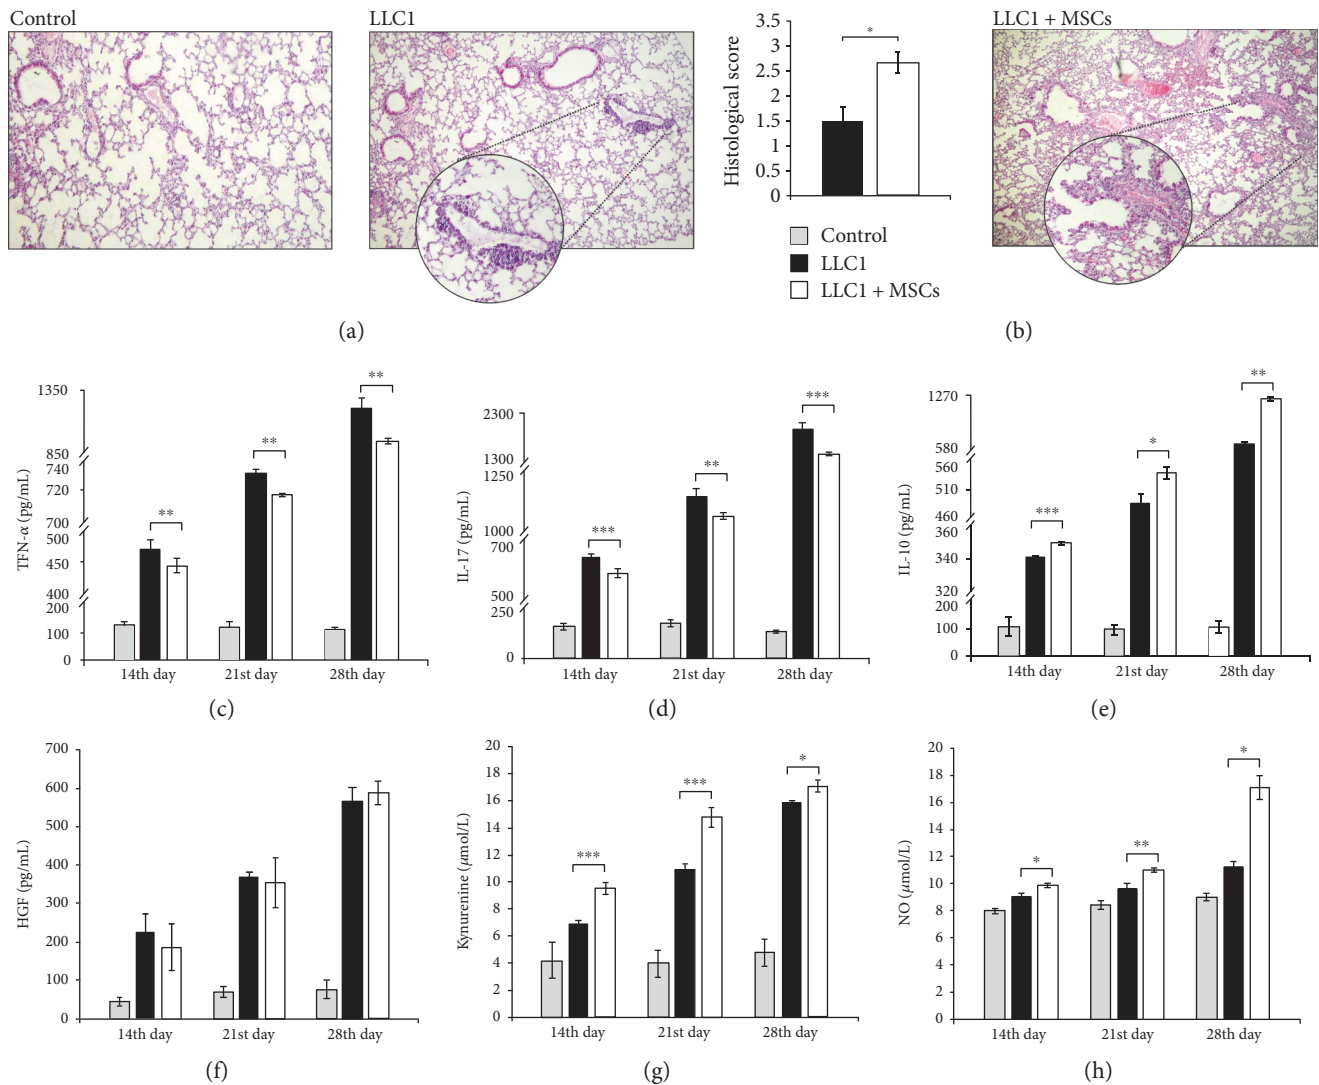 Control
LLC1
LLC1 + MSCs
Histological score
3.5
3
2.5
2
1.5
1
0.5
0
*
Control
LLC1
LLC1 + MSCs
(a)
(b)
TFN-α (pg/mL)
1350
850
740
720
700
500
450
400
200
100
0
**
**
**
14th day
21st day
28th day
(c)
IL-17 (pg/mL)
2300
1300
1250
1000
700
500
250
0
***
**
***
14th day
21st day
28th day
(d)
IL-10 (pg/mL)
1270
580
560
510
460
360
340
320
200
100
0
***
*
**
14th day
21st day
28th day
(e)
HGF (pg/mL)
700
600
500
400
300
200
100
0
14th day
21st day
28th day
(f)
Kynurenine (μmol/L)
20
18
16
14
12
10
8
6
4
2
0
***
***
*
14th day
21st day
28th day
(g)
NO (μmol/L)
20
18
16
14
12
10
8
6
4
2
0
*
**
*
14th day
21st day
28th day
(h)